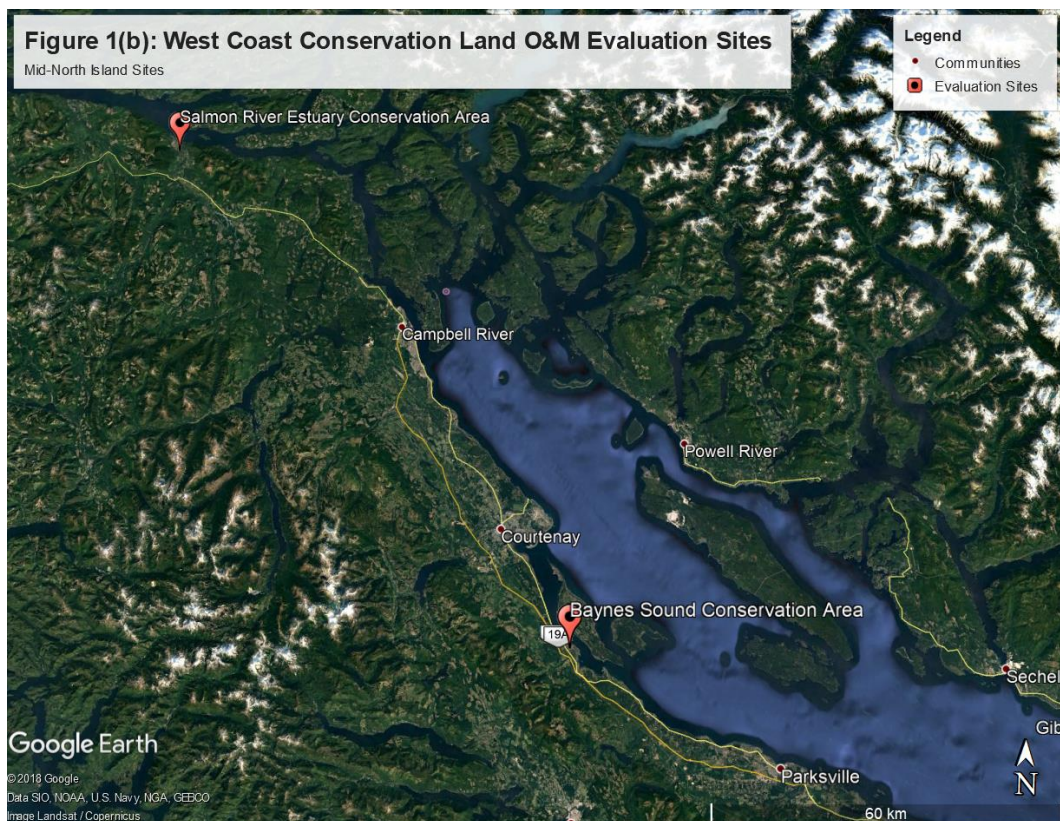 Figure 1(b): West Coast Conservation Land O&M Evaluation Sites
Mid-North Island Sites
Legend
Communities
Evaluation Sites
Salmon River Estuary Conservation Area
Campbell River
Powell River
Courtenay
Baynes Sound Conservation Area
19A
Sechel
Gib
Google Earth
N
Parksville
© 2018 Google
Data SIO, NOAA, U.S. Navy, NGA, GEBCO
Image Landsat / Copernicus
60 km